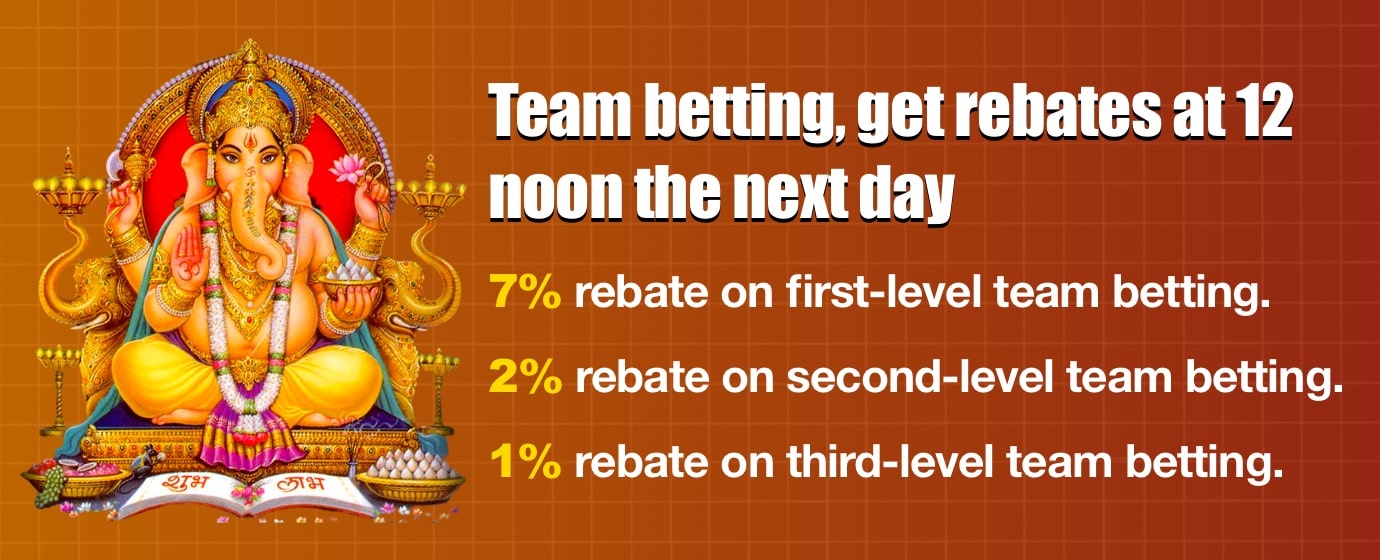 Team betting, get rebates at 12
noon the next day
7% rebate on first-level team betting.
2% rebate on second-level team betting.
1% rebate on third-level team betting.
शुभ लाभ